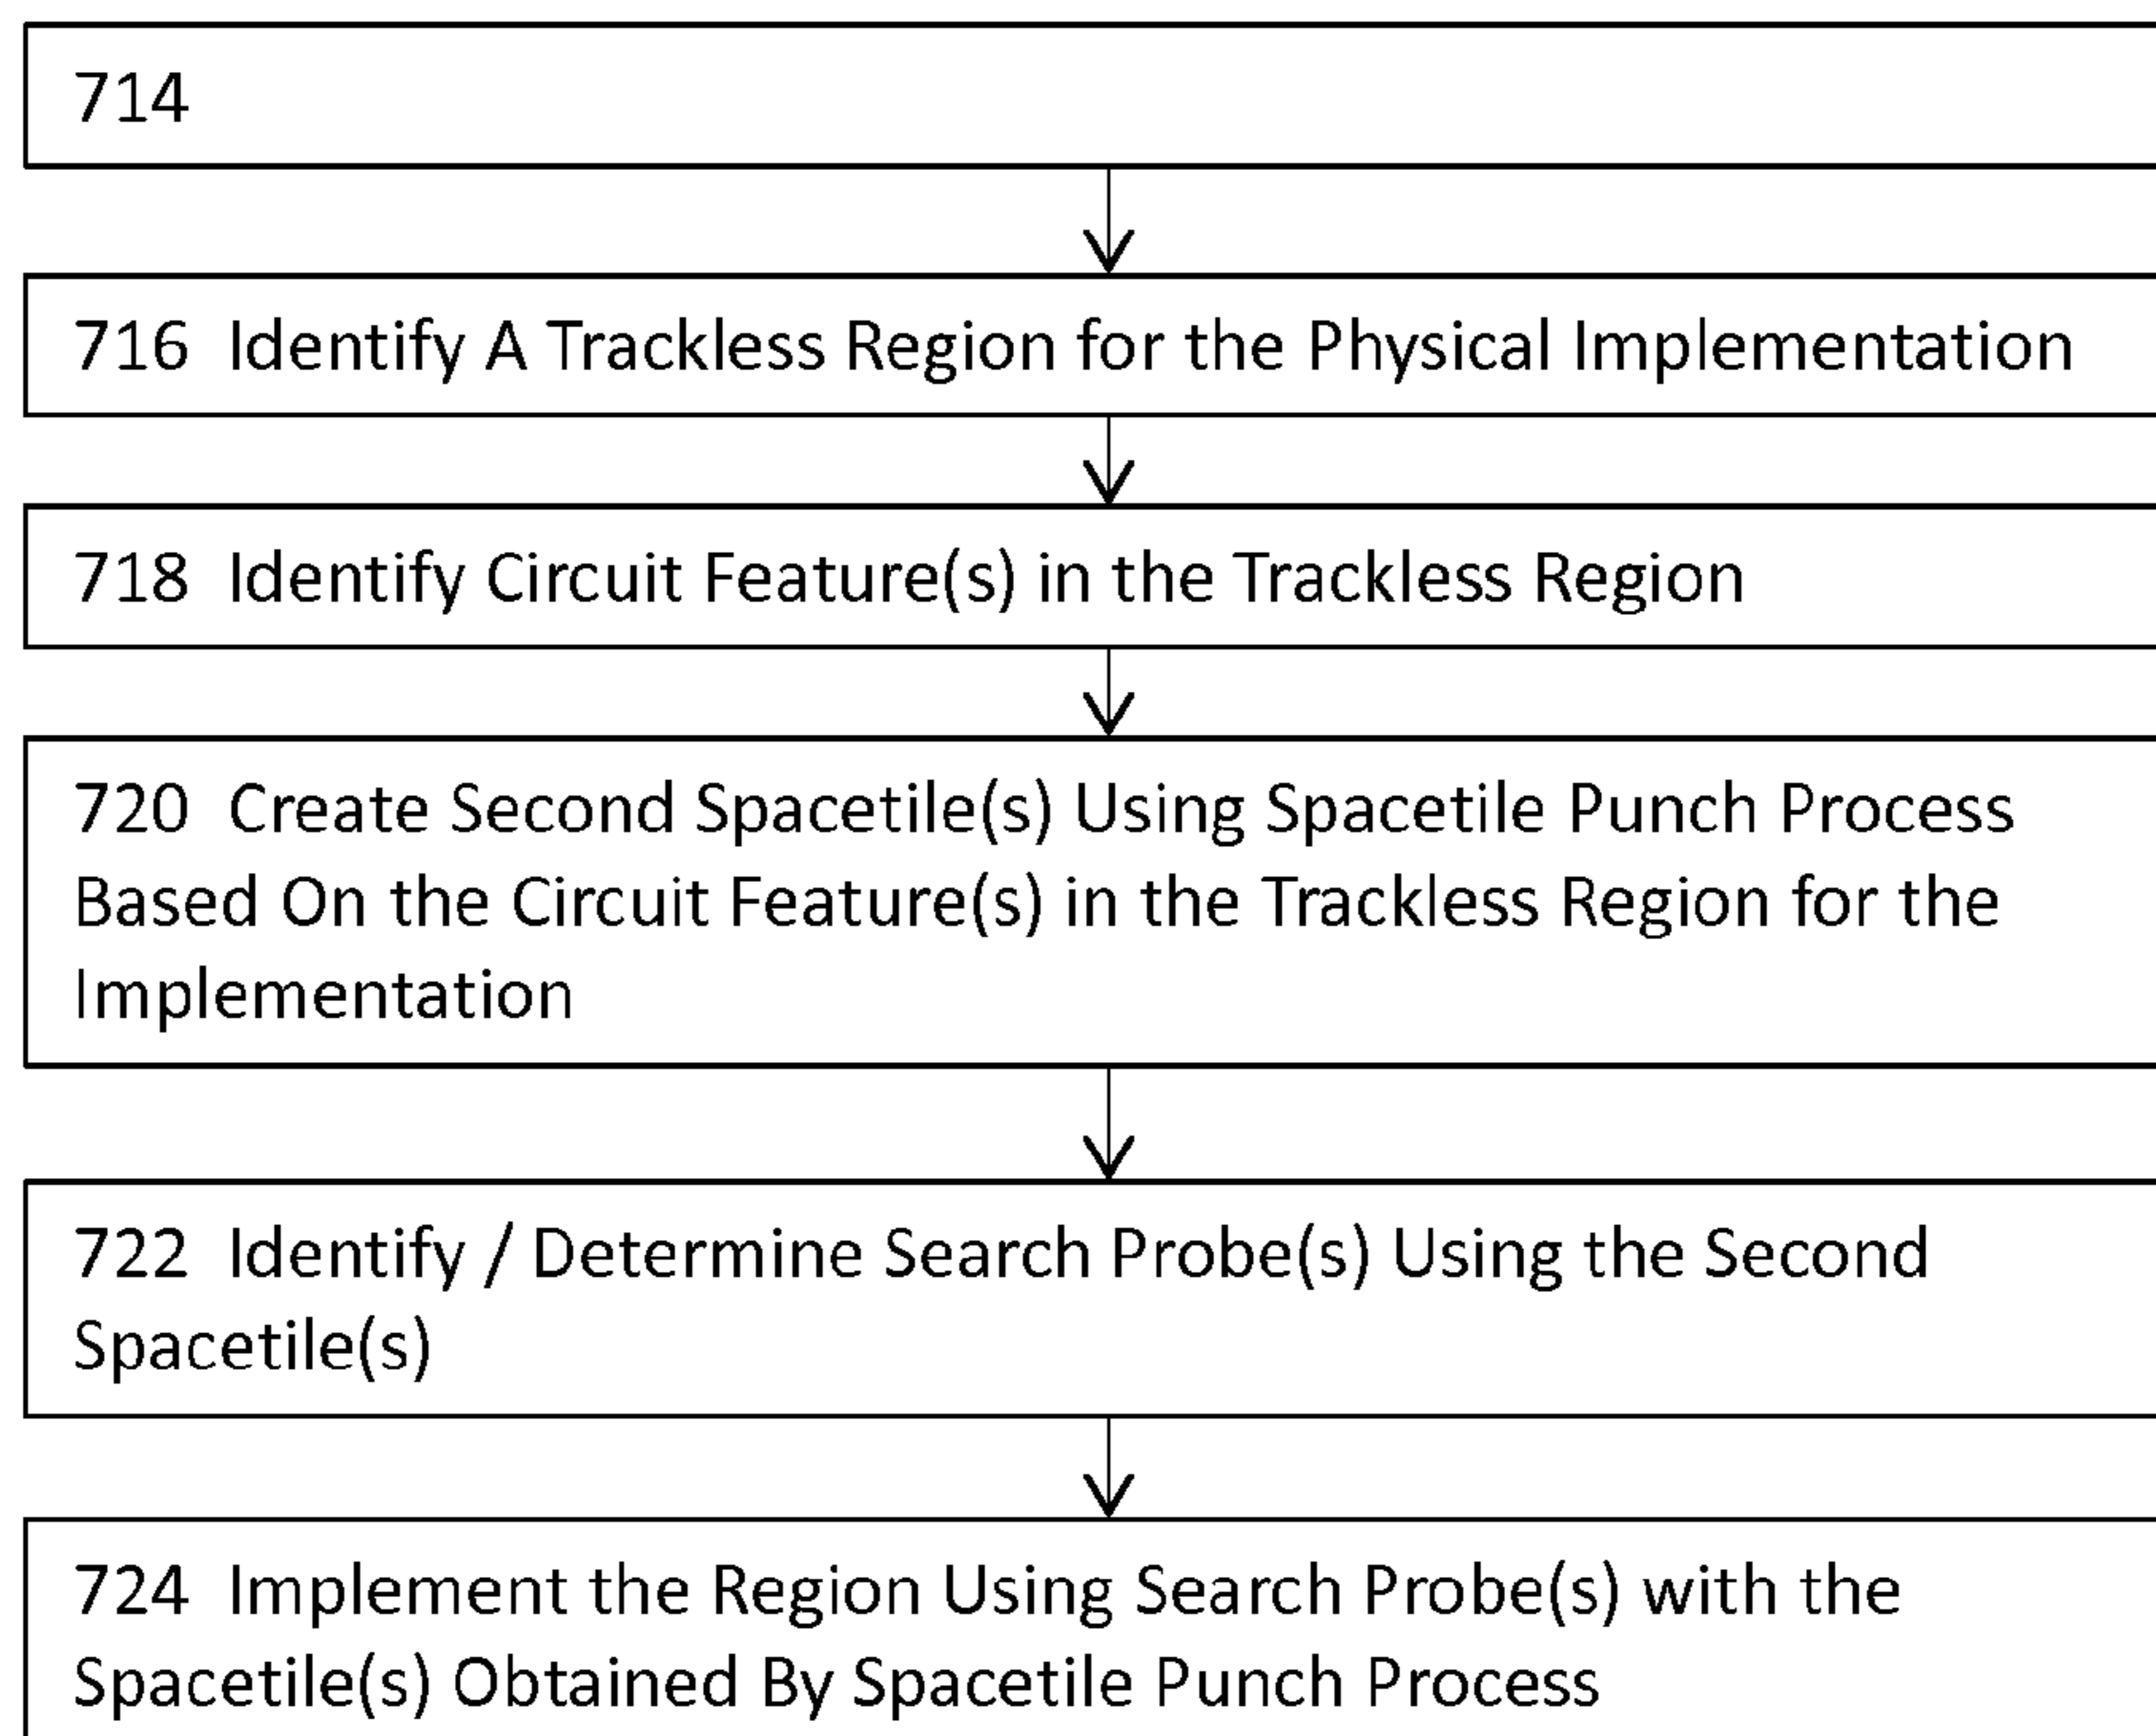 714
716 Identify A Trackless Region for the Physical Implementation
718 Identify Circuit Feature(s) in the Trackless Region
720 Create Second Spacetile(s) Using Spacetile Punch Process
Based On the Circuit Feature(s) in the Trackless Region for the
Implementation
722 Identify / Determine Search Probe(s) Using the Second
Spacetile(s)
724 Implement the Region Using Search Probe(s) with the
Spacetile(s) Obtained By Spacetile Punch Process